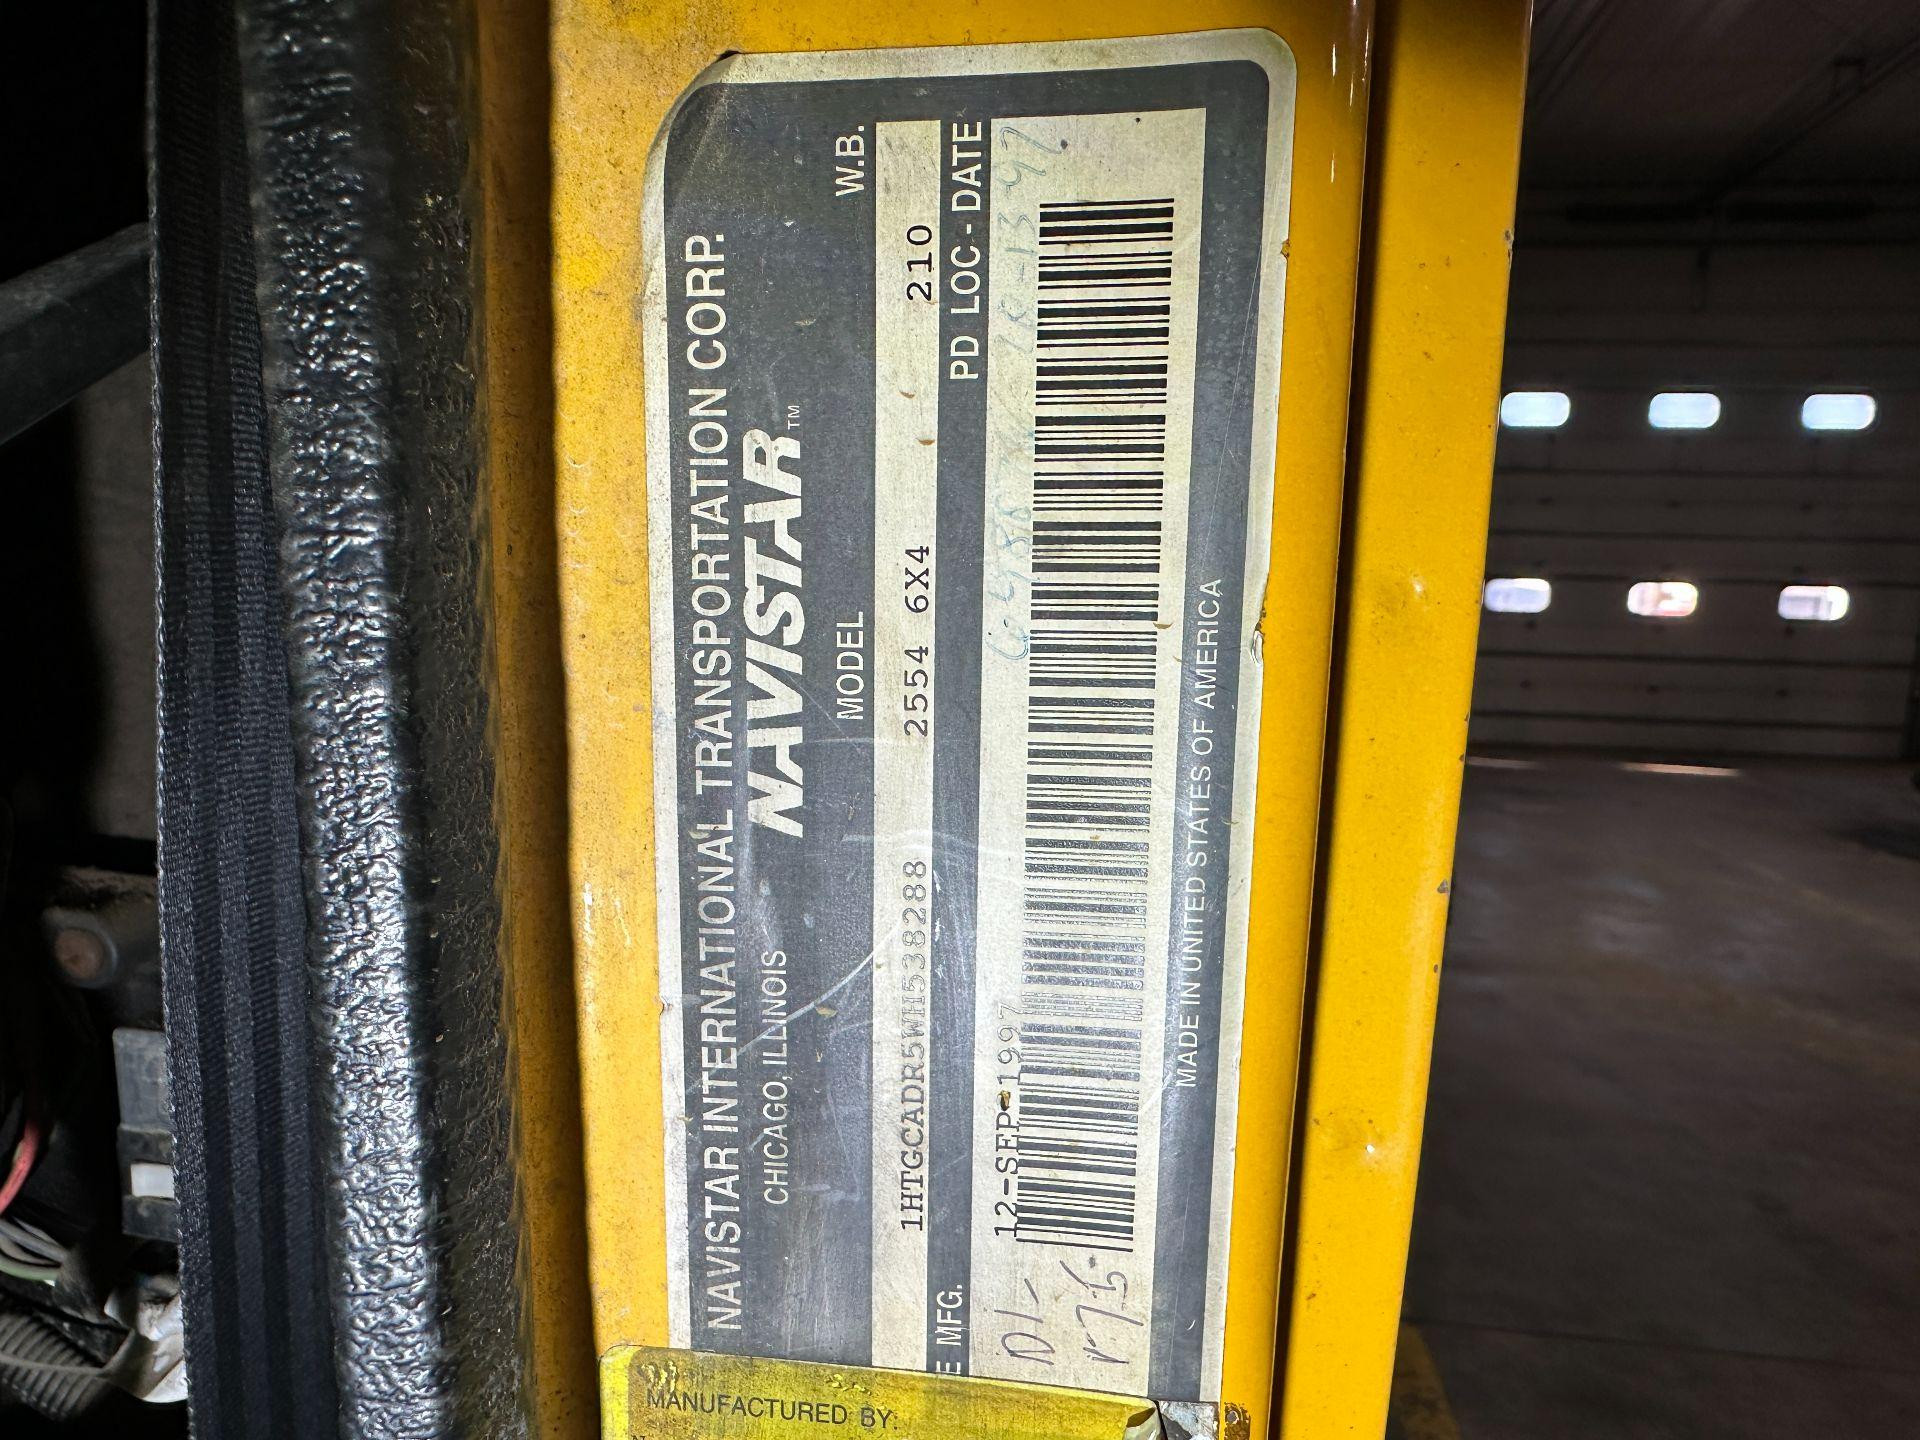 NAVISTAR INTERNATIONAL TRANSPORTATION CORP.
CHICAGO, ILLINOIS NAVISTAR™
MODEL W.B.
1HTGCADR5WH538288 2554 6X4 210
E MFG. PD LOC - DATE
12-SEP-1997
MADE IN UNITED STATES OF AMERICA
MANUFACTURED BY: